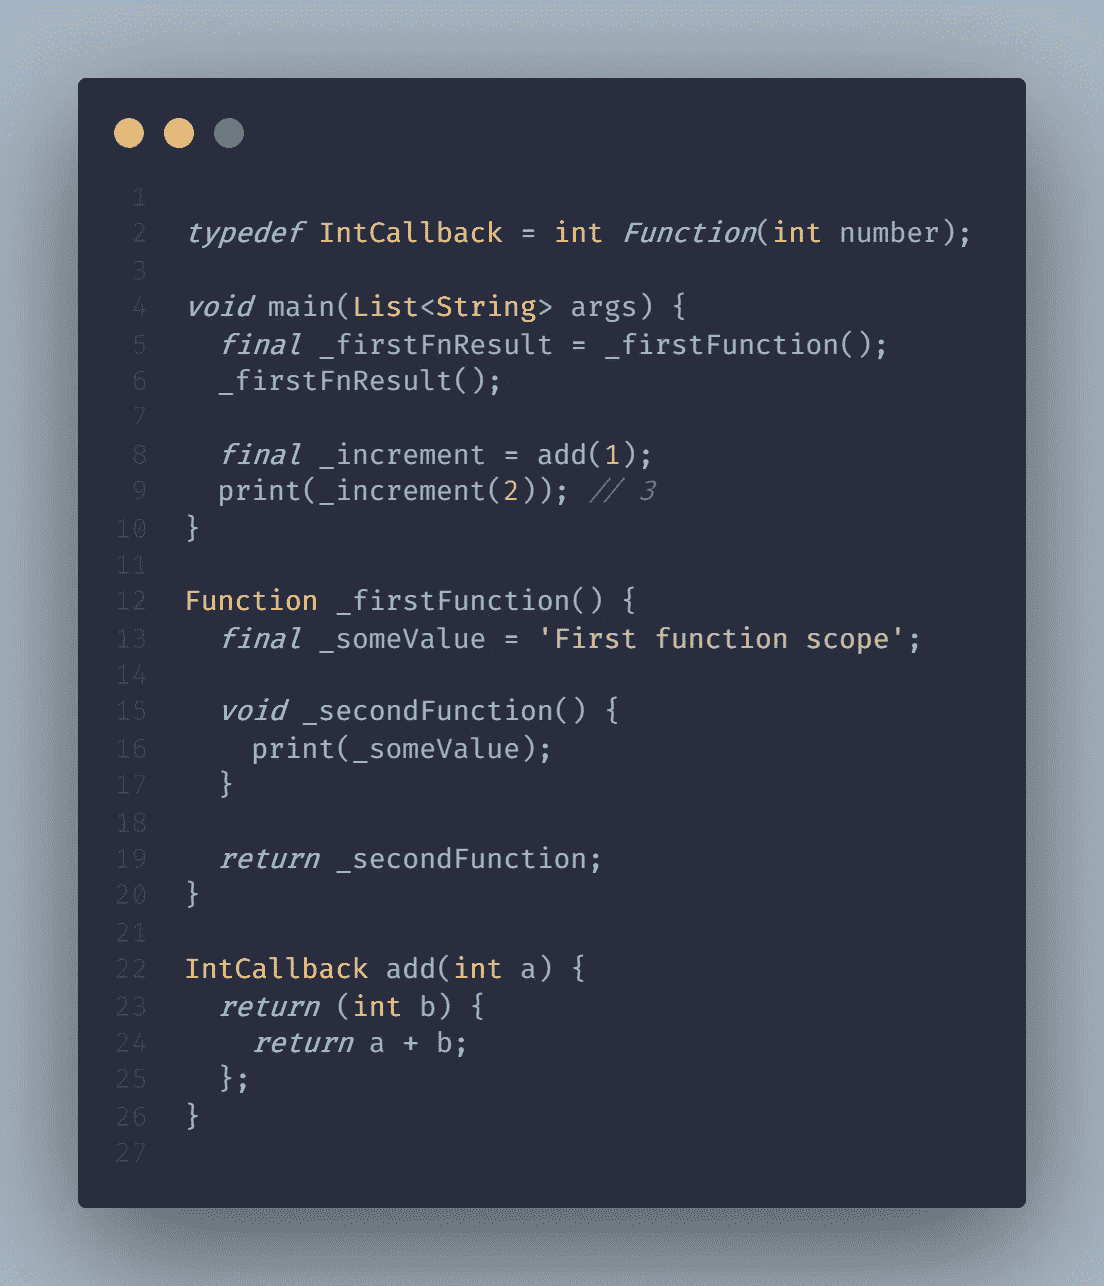 1
2 typedef IntCallback = int Function(int number);
3
4 void main(List<String> args) {
5   final _firstFnResult = _firstFunction();
6   _firstFnResult();
7
8   final _increment = add(1);
9   print(_increment(2)); // 3
10 }
11
12 Function _firstFunction() {
13   final _someValue = 'First function scope';
14
15   void _secondFunction() {
16     print(_someValue);
17   }
18
19   return _secondFunction;
20 }
21
22 IntCallback add(int a) {
23   return (int b) {
24     return a + b;
25   };
26 }
27